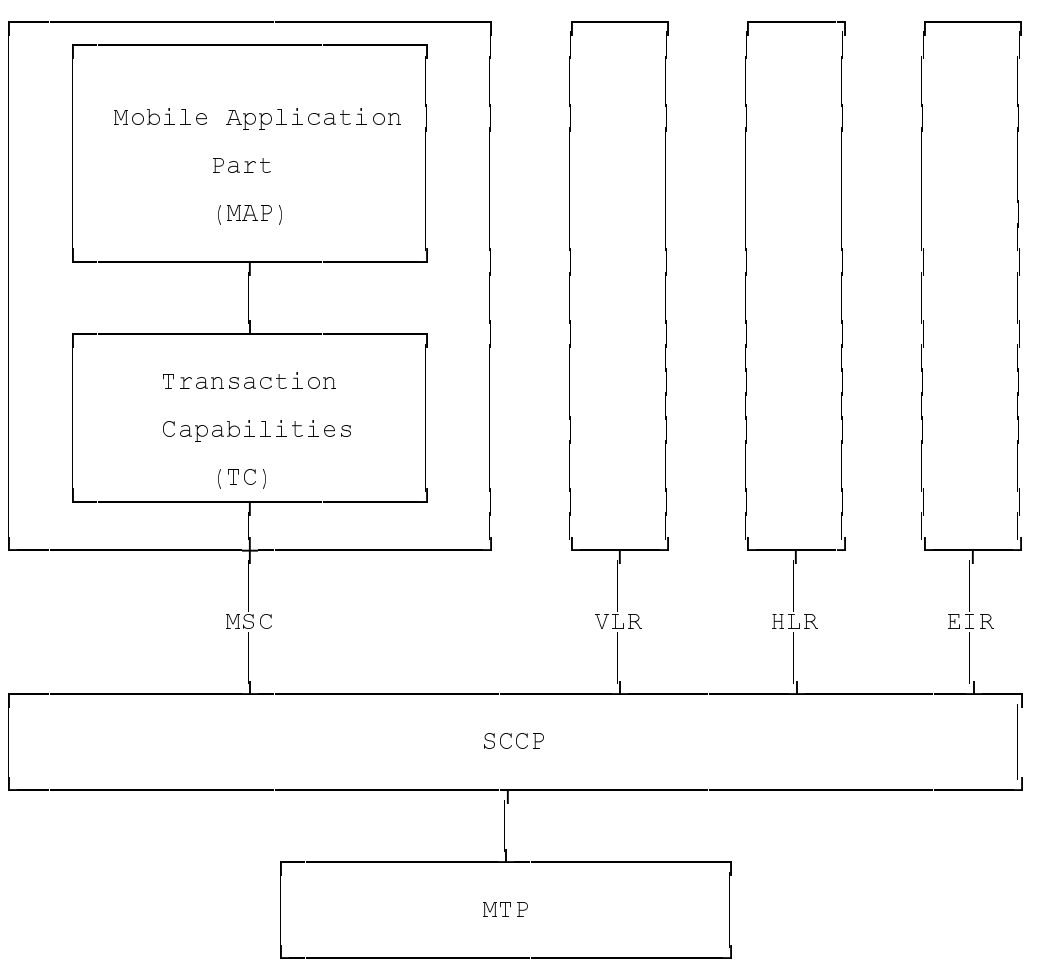 Mobile Application
Part
(MAP)
Transaction
Capabilities
(TC)
MSC
VLR
HLR
EIR
SCCP
MTP